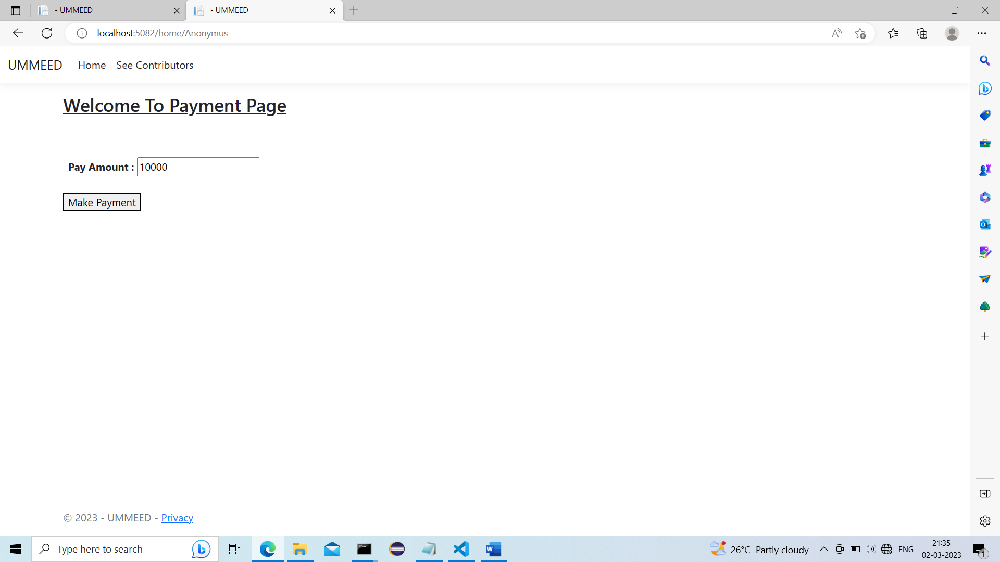 - UMMEED
- UMMEED
localhost:5082/home/Anonymus
UMMEED Home See Contributors
Welcome To Payment Page
Pay Amount : 10000
Make Payment
© 2023 - UMMEED - Privacy
Type here to search
26°C Partly cloudy
ENG
21:35
02-03-2023
1